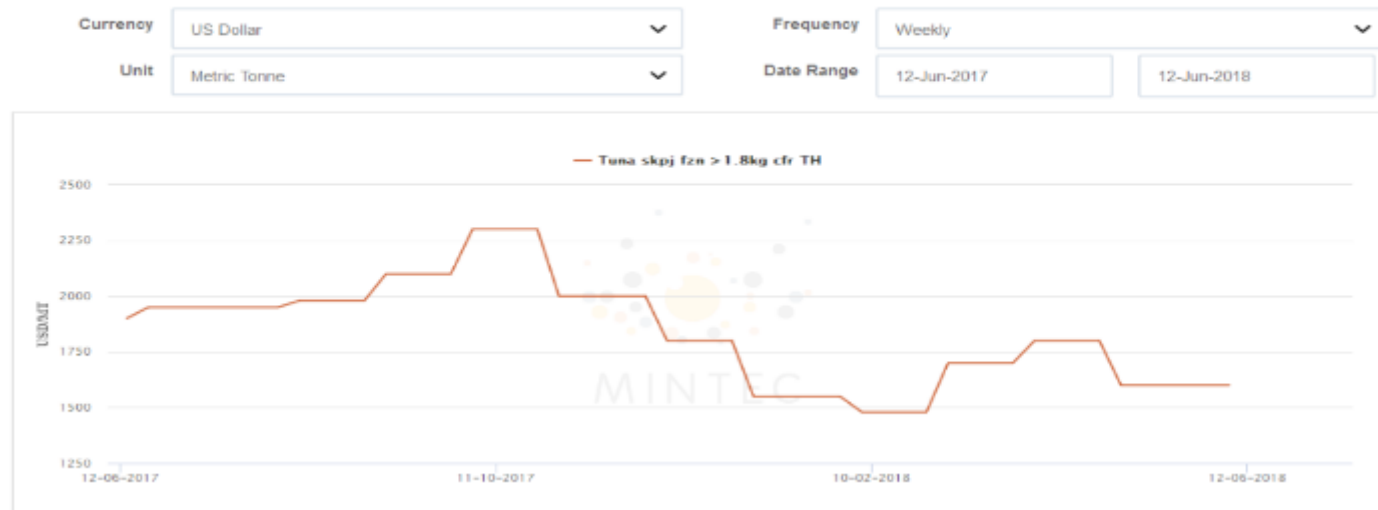 Currency US Dollar Frequency Weekly
Unit Metric Tonne Date Range 12-Jun-2017 12-Jun-2018
Tuna skpj fzn >1.8kg cfr TH
2500
2250
2000
USD/MT
1750
MINTEC
1500
1250
12-06-2017 11-10-2017 10-02-2018 12-06-2018